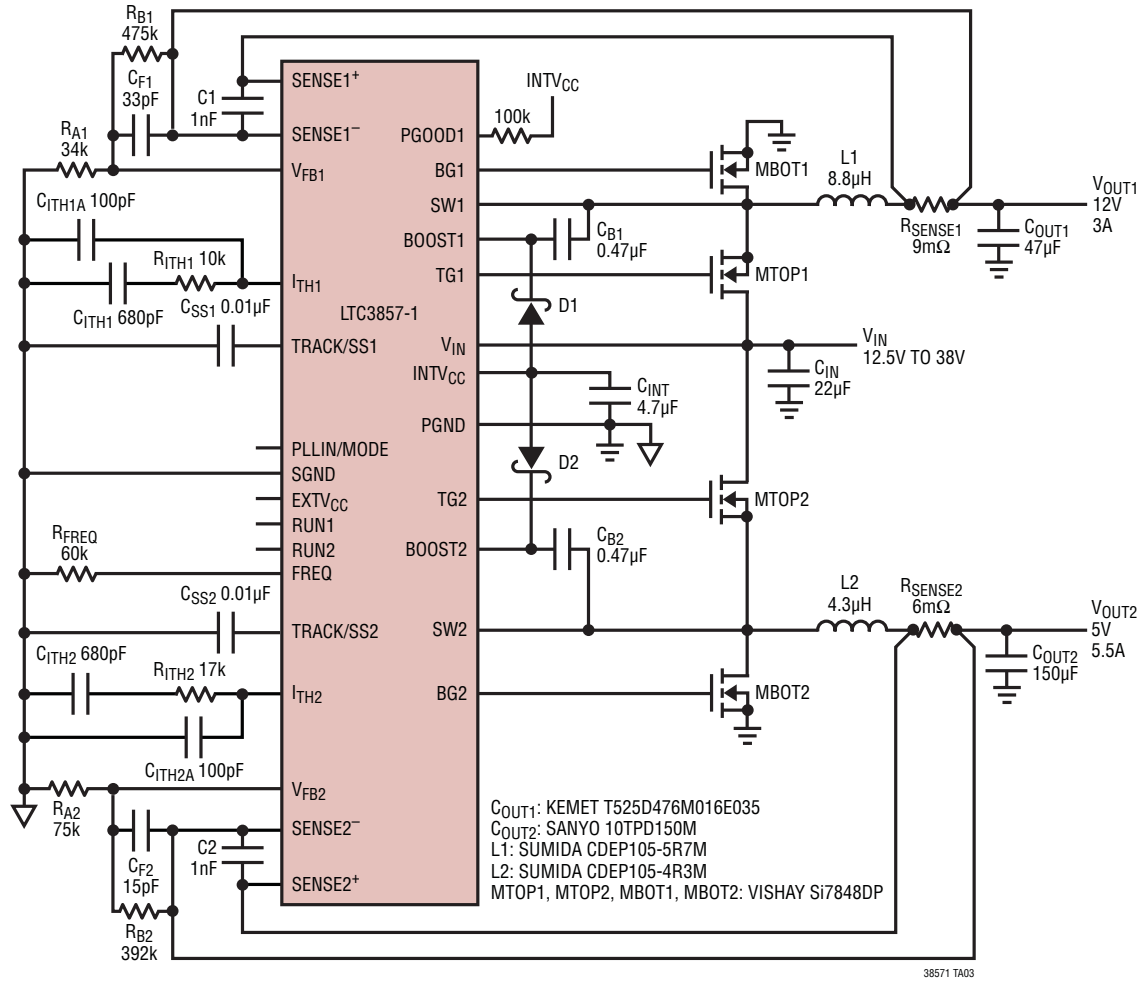 RB1
475k
CF1
33pF
C1
1nF
RA1
34k
CITH1A 100pF
RITH1 10k
CITH1 680pF
CSS1 0.01µF
RFREQ
60k
CSS2 0.01µF
CITH2 680pF
RITH2 17k
CITH2A 100pF
RA2
75k
CF2
15pF
C2
1nF
RB2
392k
SENSE1+
SENSE1–
VFB1
ITH1
TRACK/SS1
PLLIN/MODE
SGND
EXTVCC
RUN1
RUN2
FREQ
TRACK/SS2
ITH2
VFB2
SENSE2–
SENSE2+
LTC3857-1
PGOOD1
BG1
SW1
BOOST1
TG1
VIN
INTVCC
PGND
TG2
BOOST2
SW2
BG2
INTVCC
100k
MBOT1
L1
8.8µH
RSENSE1
9mΩ
VOUT1
12V
3A
COUT1
47µF
CB1
0.47µF
MTOP1
D1
VIN
12.5V TO 38V
CIN
22µF
CINT
4.7µF
D2
MTOP2
CB2
0.47µF
L2
4.3µH
RSENSE2
6mΩ
VOUT2
5V
5.5A
COUT2
150µF
MBOT2
COUT1: KEMET T525D476M016E035
COUT2: SANYO 10TPD150M
L1: SUMIDA CDEP105-5R7M
L2: SUMIDA CDEP105-4R3M
MTOP1, MTOP2, MBOT1, MBOT2: VISHAY Si7848DP
38571 TA03